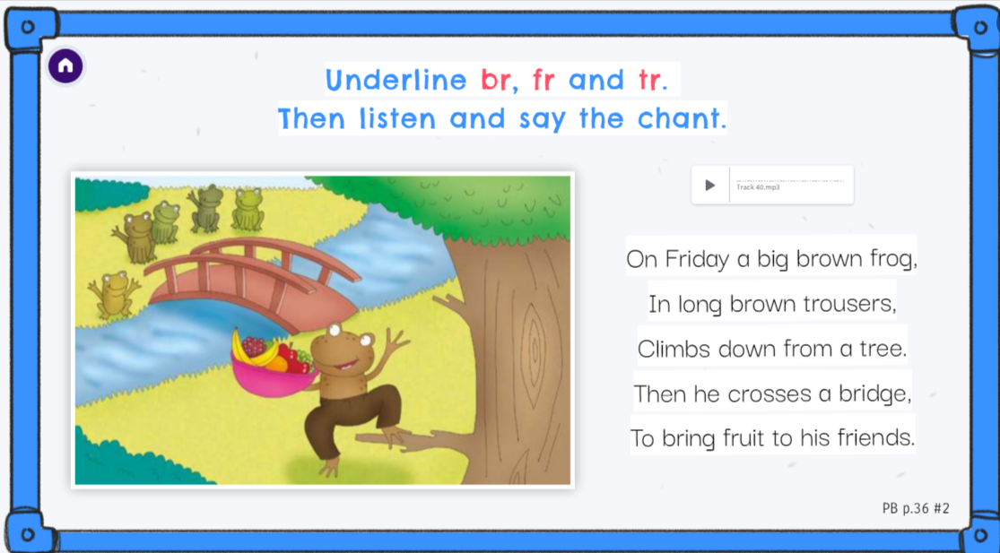 Underline br, fr and tr.
Then listen and say the chant.
Track 40.mp3
On Friday a big brown frog,
In long brown trousers,
Climbs down from a tree.
Then he crosses a bridge,
To bring fruit to his friends.
PB p.36 #2